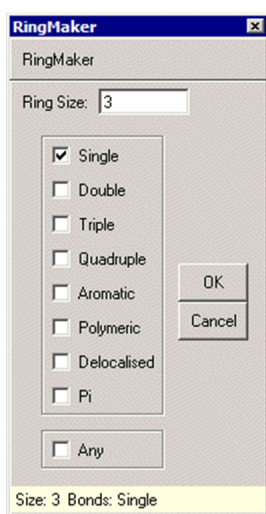 RingMaker
RingMaker
Ring Size: 3
Single
Double
Triple
Quadruple
Aromatic
Polymeric
Delocalised
Pi
OK
Cancel
Any
Size: 3 Bonds: Single